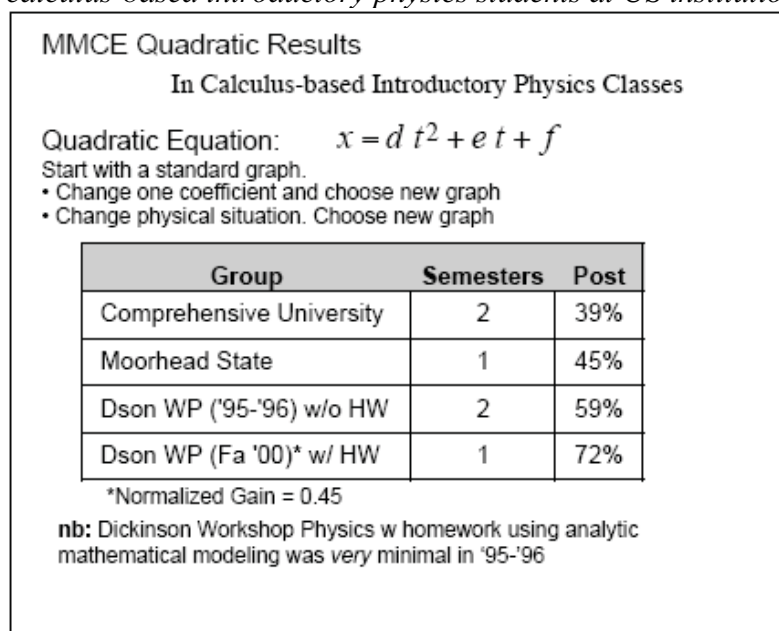 calculus-based introductory physics students at US institutio
MMCE Quadratic Results
In Calculus-based Introductory Physics Classes
Quadratic Equation: x = d t² + e t + f
Start with a standard graph.
• Change one coefficient and choose new graph
• Change physical situation. Choose new graph
Group Semesters Post
Comprehensive University 2 39%
Moorhead State 1 45%
Dson WP ('95-'96) w/o HW 2 59%
Dson WP (Fa '00)* w/ HW 1 72%
*Normalized Gain = 0.45
nb: Dickinson Workshop Physics w homework using analytic
mathematical modeling was very minimal in '95-'96